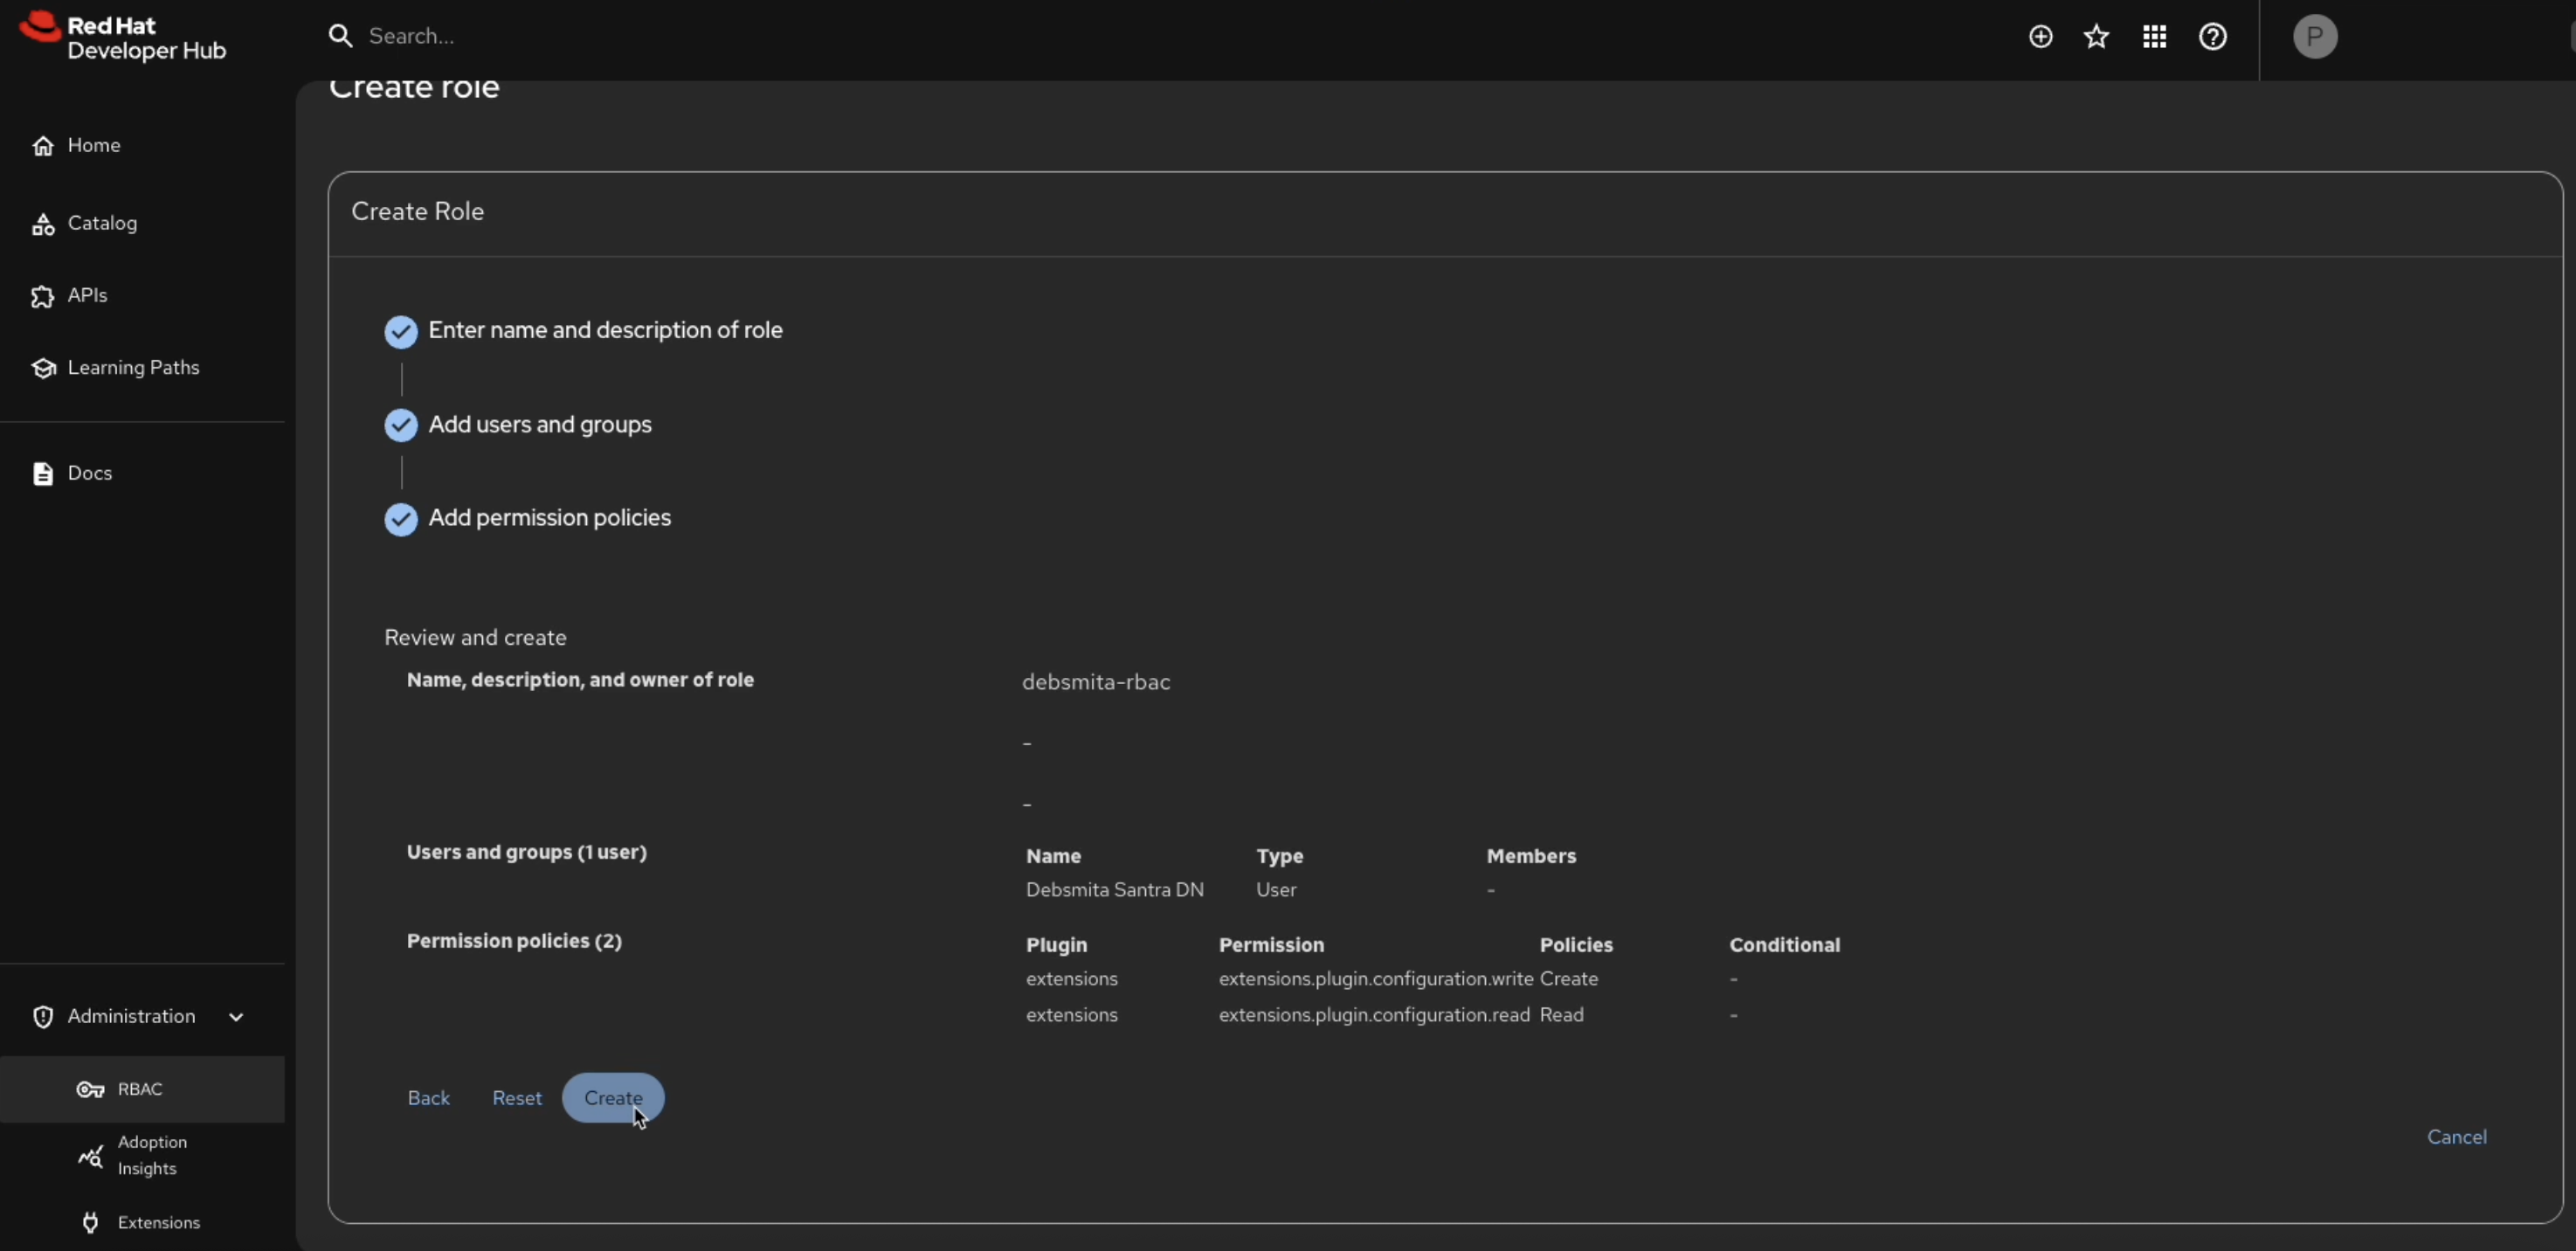 Red Hat
Developer Hub
Search...
P
Home
Catalog
APIs
Learning Paths
Docs
Administration
RBAC
Adoption
Insights
Extensions
Create role
Create Role
Enter name and description of role
Add users and groups
Add permission policies
Review and create
Name, description, and owner of role
debsmita-rbac
-
-
Users and groups (1 user)
Name Type Members
Debsmita Santra DN User -
Permission policies (2)
Plugin Permission Policies Conditional
extensions extensions.plugin.configuration.write Create -
extensions extensions.plugin.configuration.read Read -
Back Reset Create
Cancel